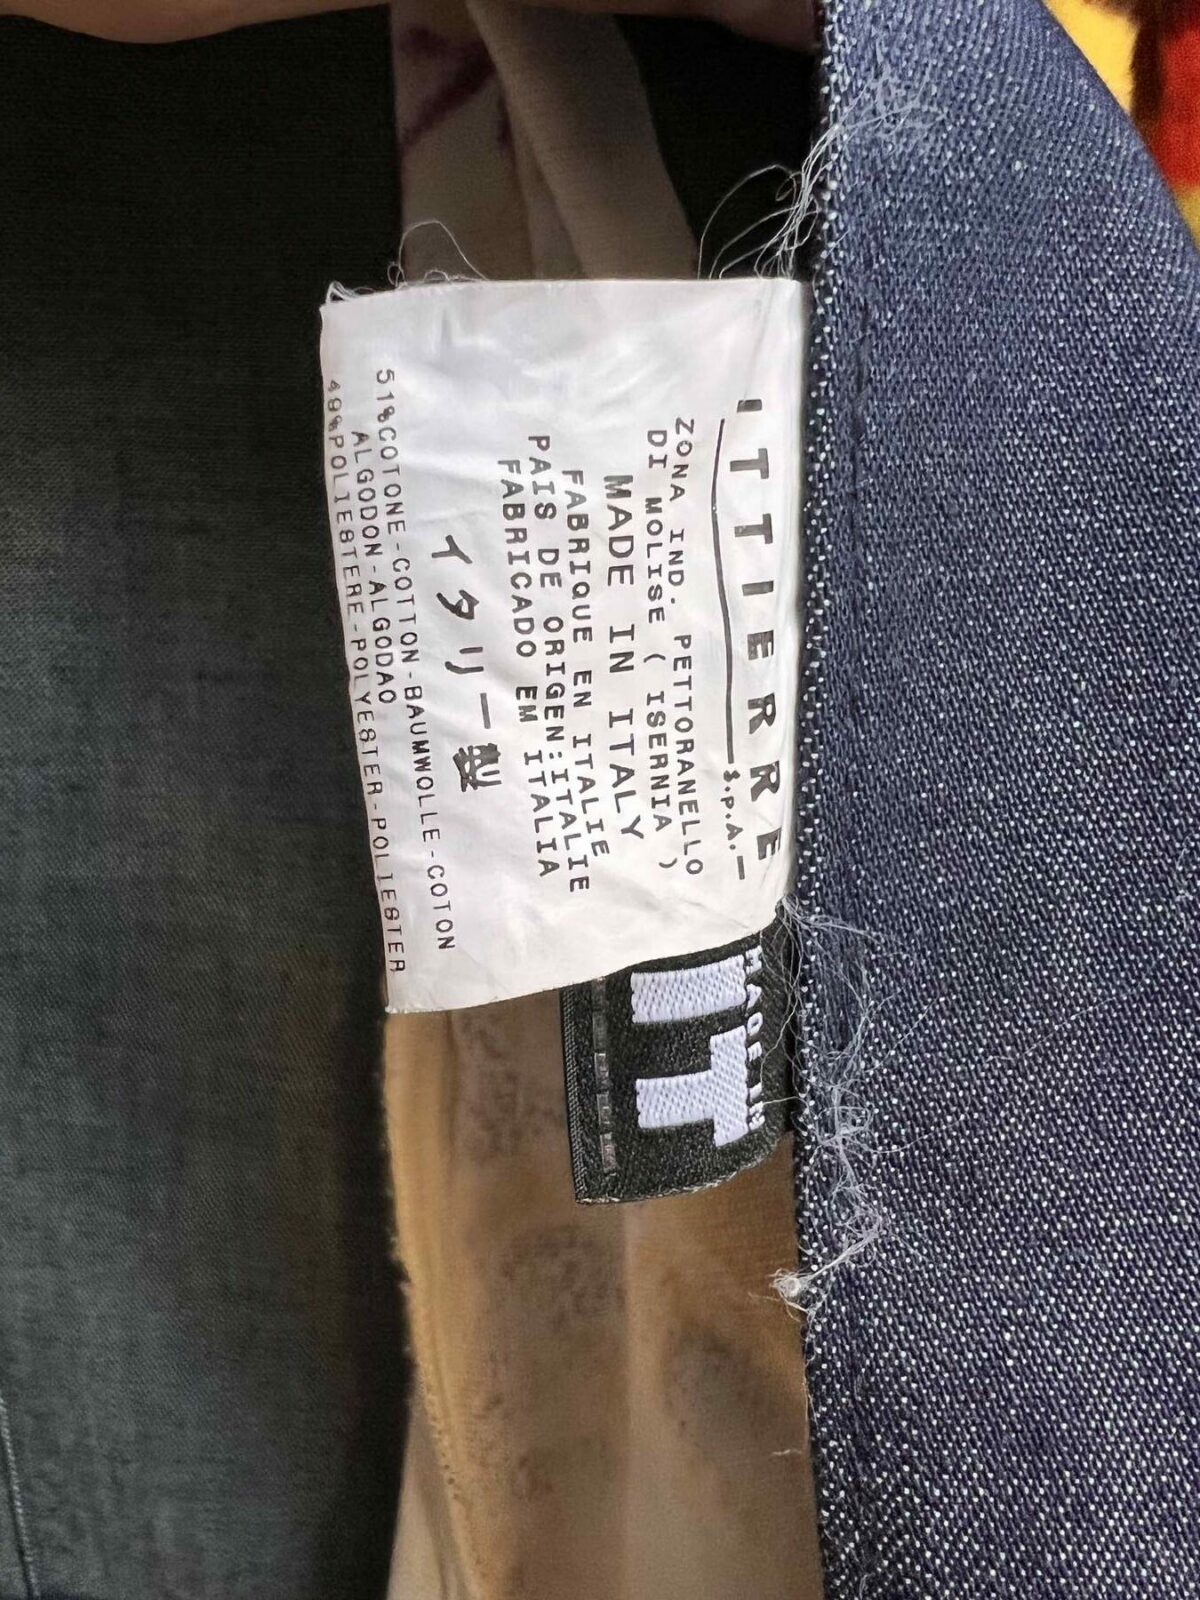 ITTIERRE
S.p.A.
ZONA IND. PETTORANELLO
DI MOLISE ( ISERNIA )
MADE IN ITALY
FABRIQUE EN ITALIE
PAIS DE ORIGEN:ITALIE
FABRICADO EM ITALIA
イタリー製
51%COTONE-COTTON-BAUMWOLLE-COTON
ALGODON-ALGODAO
49%POLIESTERE-POLYESTER-POLIESTER
MADE IN
IT